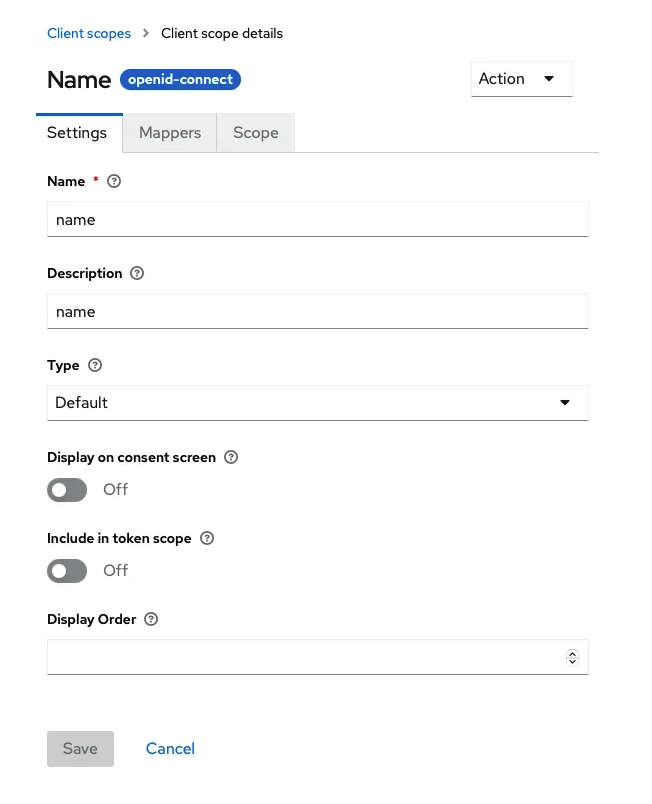 Client scopes > Client scope details
Name openid-connect Action
Settings Mappers Scope
Name *
name
Description
name
Type
Default
Display on consent screen
Off
Include in token scope
Off
Display Order
Save Cancel